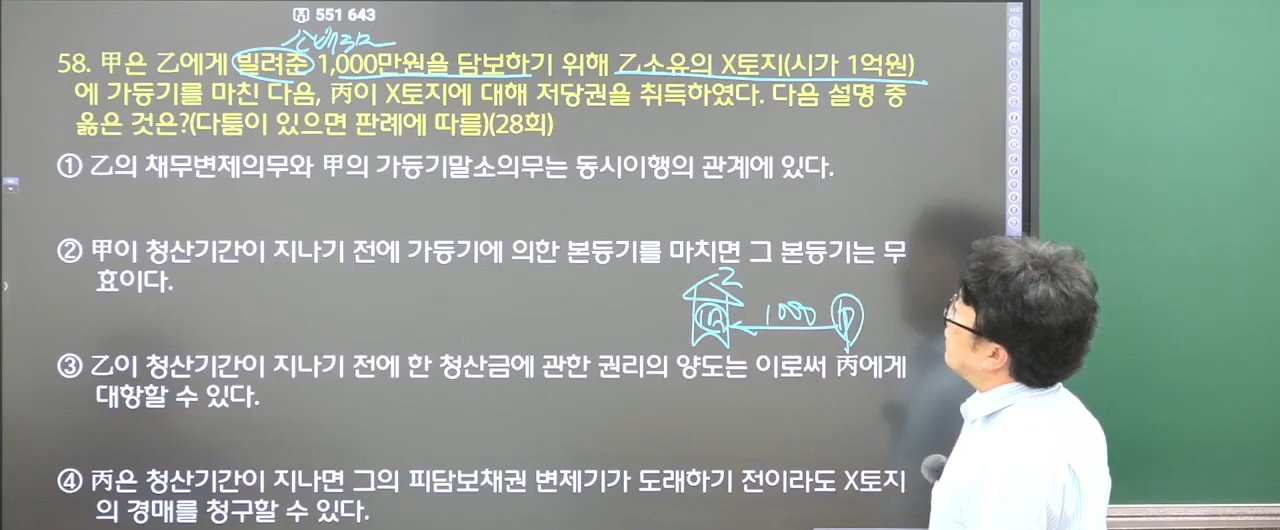 551 643
소비대차
58. 甲은 乙에게 빌려준 1,000만원을 담보하기 위해 乙소유의 X토지(시가 1억원)
에 가등기를 마친 다음, 丙이 X토지에 대해 저당권을 취득하였다. 다음 설명 중
옳은 것은?(다툼이 있으면 판례에 따름)(28회)
① 乙의 채무변제의무와 甲의 가등기말소의무는 동시이행의 관계에 있다.
② 甲이 청산기간이 지나기 전에 가등기에 의한 본등기를 마치면 그 본등기는 무
효이다.
乙
1억 1000 甲
③ 乙이 청산기간이 지나기 전에 한 청산금에 관한 권리의 양도는 이로써 丙에게
대항할 수 있다.
④ 丙은 청산기간이 지나면 그의 피담보채권 변제기가 도래하기 전이라도 X토지
의 경매를 청구할 수 있다.